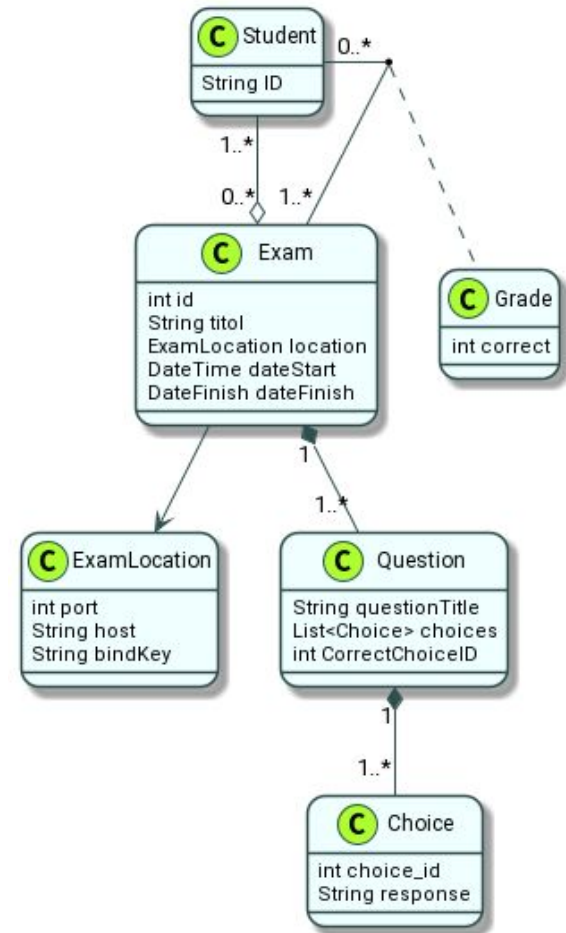 C Student
String ID
0..*
1..*
0..*
1..*
C Exam
int id
String titol
ExamLocation location
DateTime dateStart
DateFinish dateFinish
C Grade
int correct
1
1..*
C ExamLocation
int port
String host
String bindKey
C Question
String questionTitle
List<Choice> choices
int CorrectChoiceID
1
1..*
C Choice
int choice_id
String response